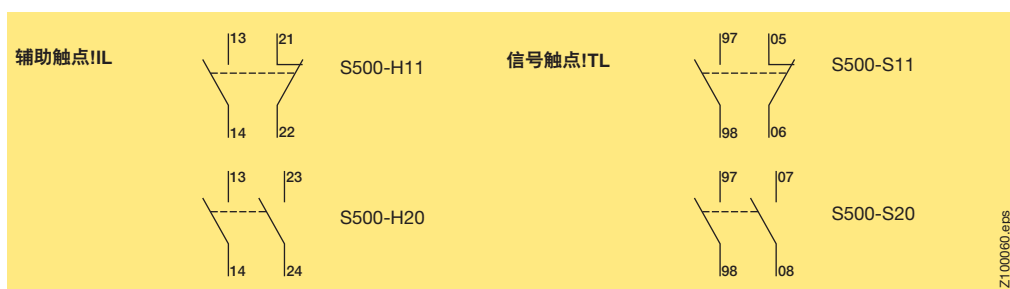 辅助触点!IL
13 21
S500-H11
14 22
13 23
S500-H20
14 24
信号触点!TL
97 05
S500-S11
98 06
97 07
S500-S20
98 08
Z100060.eps